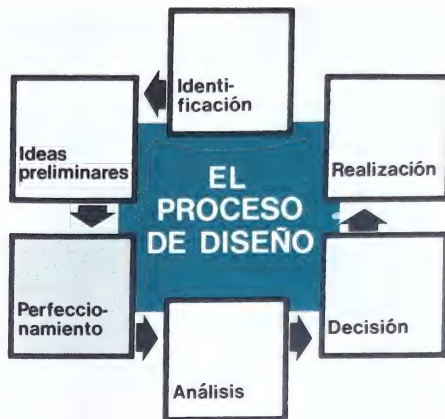 Identi-
ficación
Ideas
preliminares
EL
PROCESO
DE DISEÑO
Realización
Perfeccio-
namiento
Análisis
Decisión